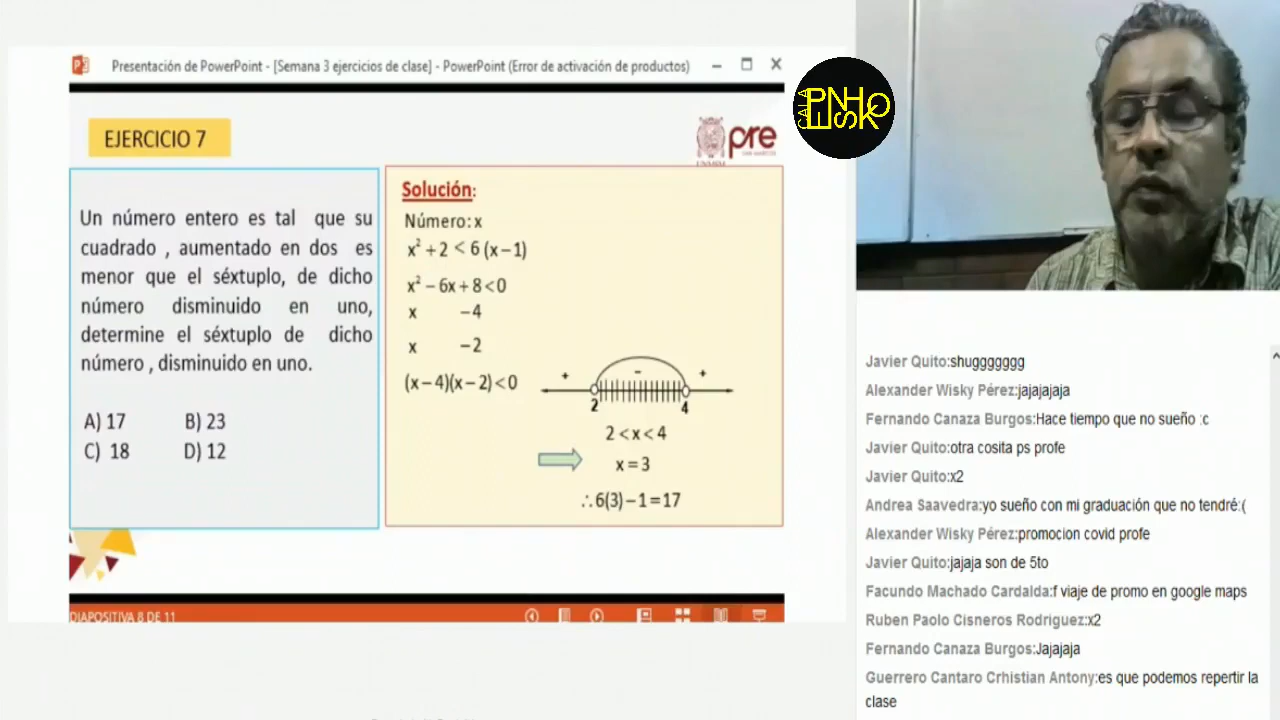 Presentación de PowerPoint - [Semana 3 ejercicios de clase] - PowerPoint (Error de activación de productos)
CALA
PENSHKO
EJERCICIO 7
pre
SAN MARCOS
UNMSM
Un número entero es tal que su
cuadrado , aumentado en dos es
menor que el séxtuplo, de dicho
número disminuido en uno,
determine el séxtuplo de dicho
número , disminuido en uno.
A) 17 B) 23
C) 18 D) 12
Solución:
Número: x
x² + 2 < 6 (x − 1)
x² − 6x + 8 < 0
x −4
x −2
(x − 4)(x − 2) < 0
+ − +
2 4
2 < x < 4
x = 3
∴ 6(3) − 1 = 17
DIAPOSITIVA 8 DE 11
Javier Quito:shuggggggg
Alexander Wisky Pérez:jajajajaja
Fernando Canaza Burgos:Hace tiempo que no sueño :c
Javier Quito:otra cosita ps profe
Javier Quito:x2
Andrea Saavedra:yo sueño con mi graduación que no tendré:(
Alexander Wisky Pérez:promocion covid profe
Javier Quito:jajaja son de 5to
Facundo Machado Cardalda:f viaje de promo en google maps
Ruben Paolo Cisneros Rodriguez:x2
Fernando Canaza Burgos:Jajajaja
Guerrero Cantaro Crhistian Antony:es que podemos repertir la
clase